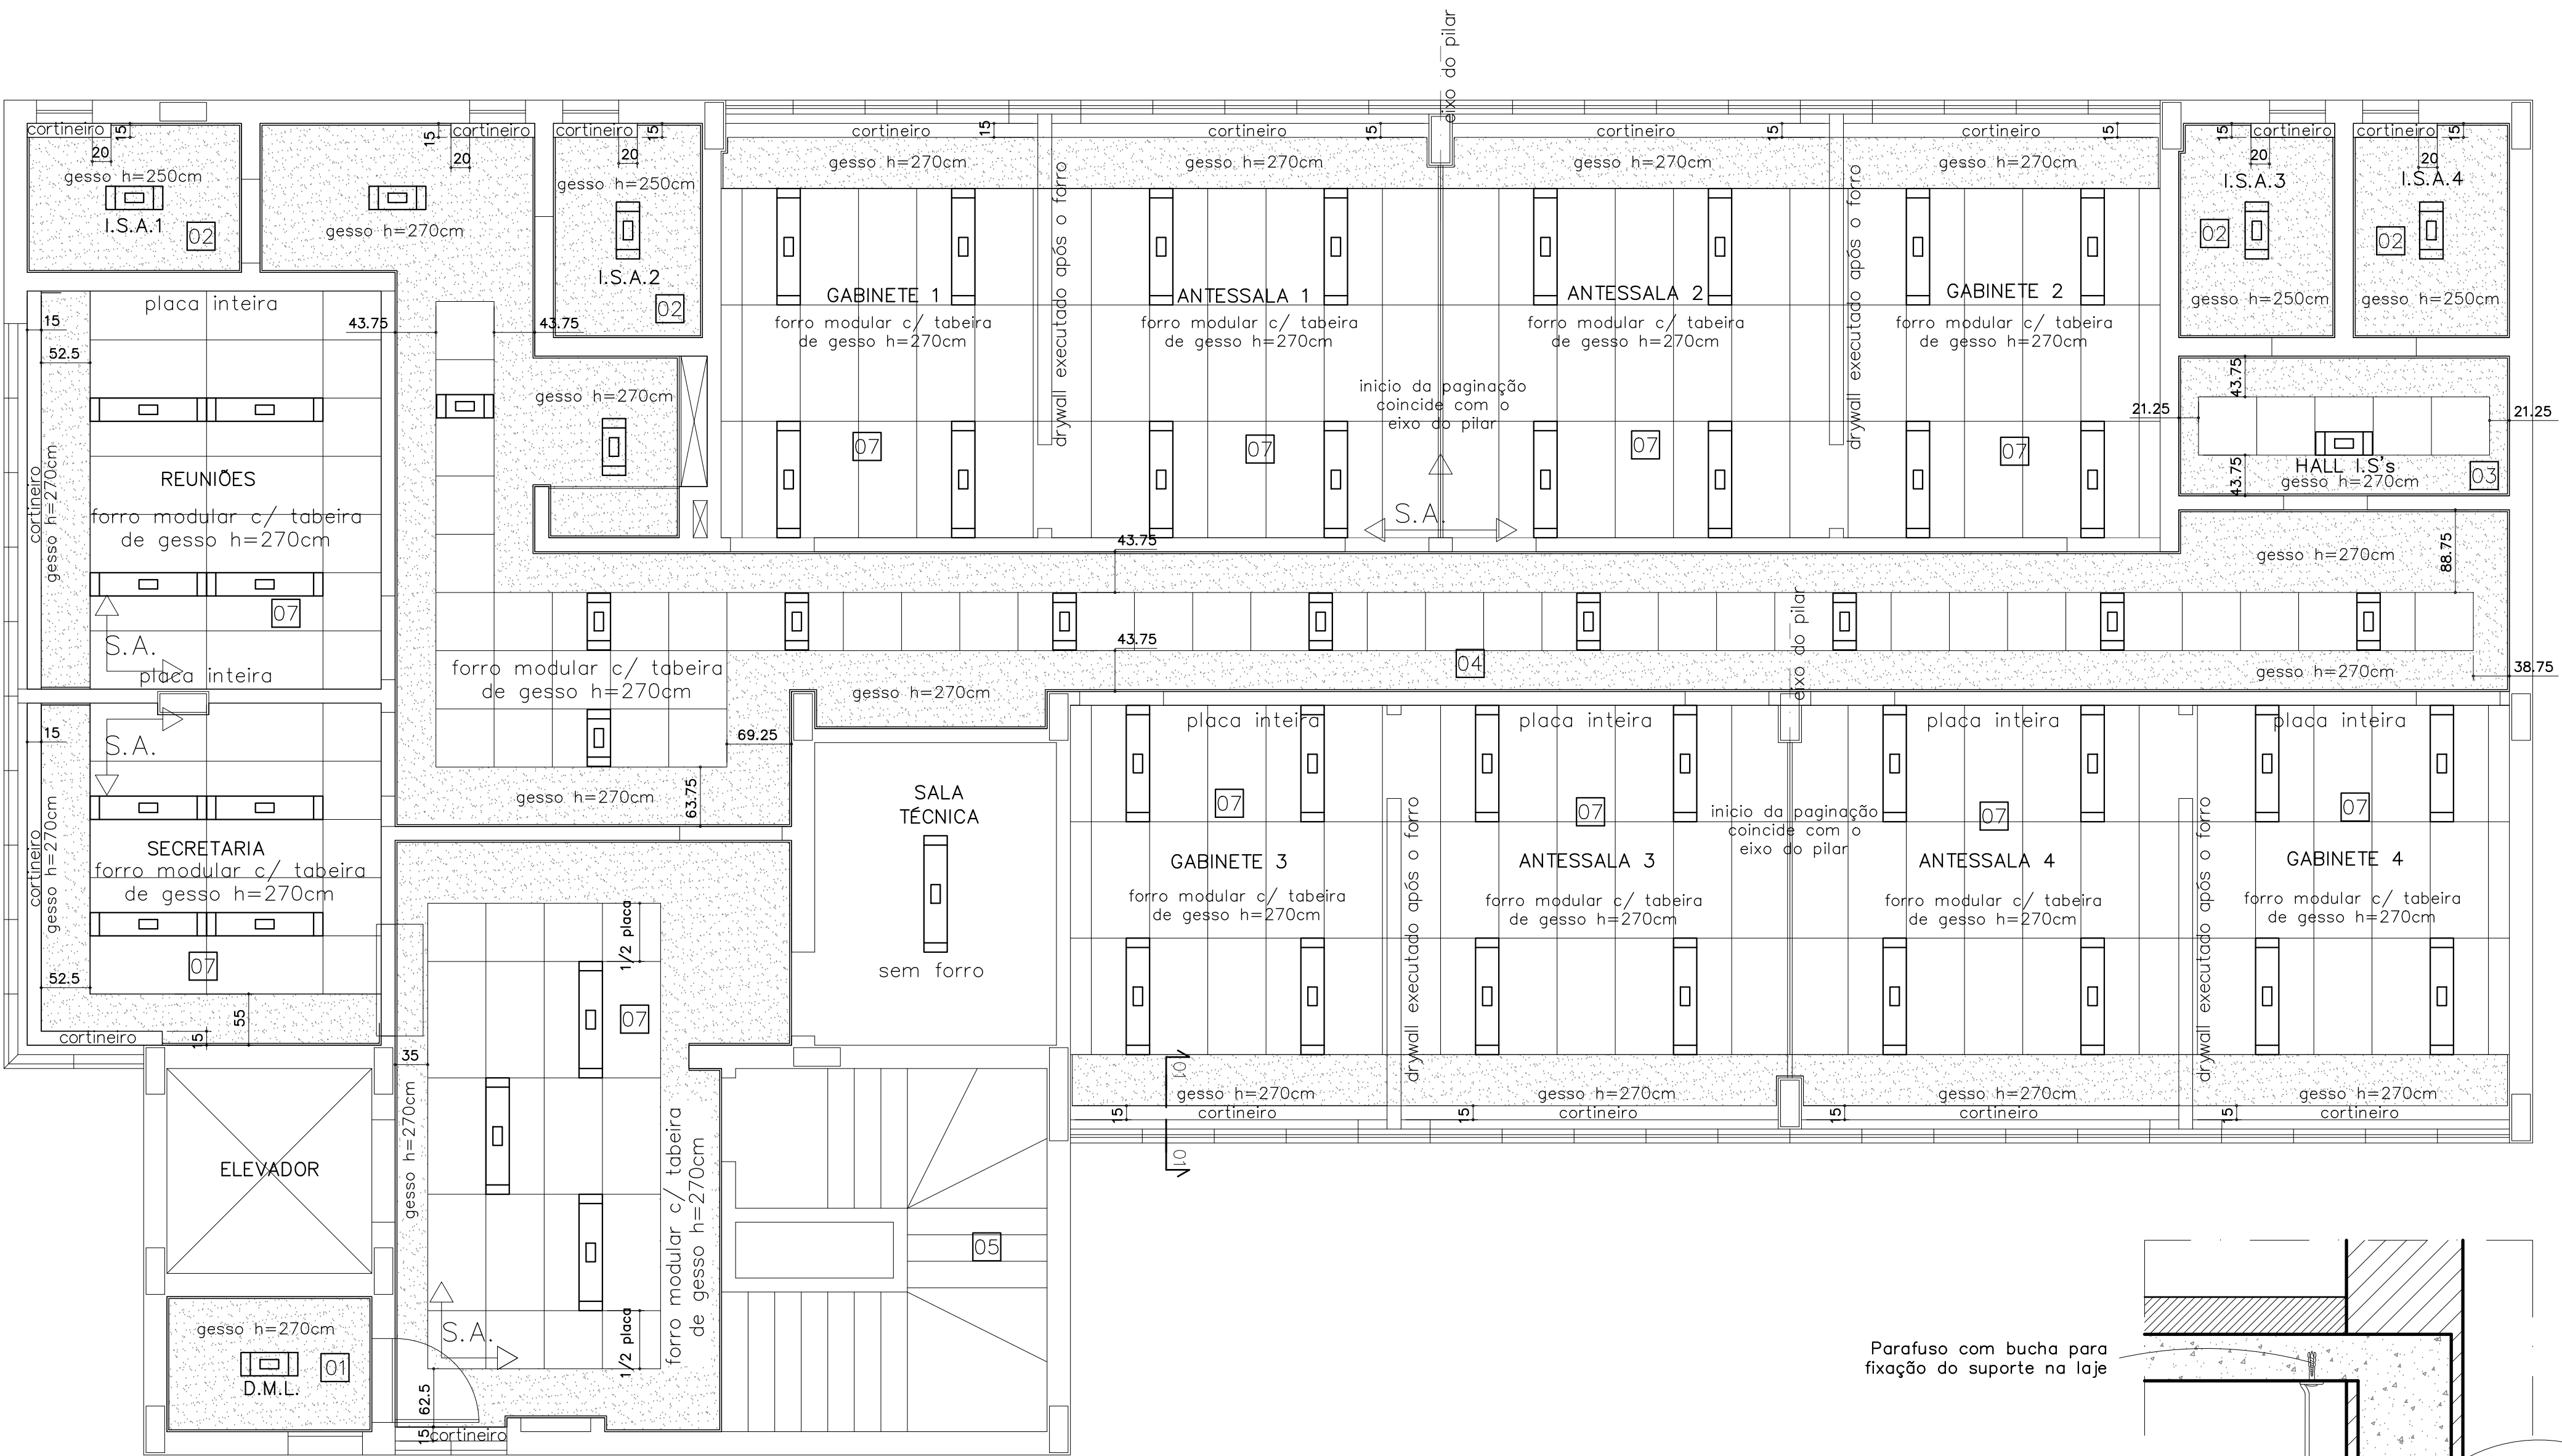 eixo do pilar
cortineiro
15
20
gesso h=250cm
I.S.A.1
02
15
cortineiro
20
gesso h=270cm
cortineiro
15
20
gesso h=250cm
I.S.A.2
02
cortineiro
15
gesso h=270cm
cortineiro
15
gesso h=270cm
cortineiro
15
gesso h=270cm
cortineiro
15
gesso h=270cm
15
cortineiro
20
I.S.A.3
02
gesso h=250cm
cortineiro
15
20
I.S.A.4
02
gesso h=250cm
GABINETE 1
forro modular c/ tabeira
de gesso h=270cm
07
drywall executado após o forro
ANTESSALA 1
forro modular c/ tabeira
de gesso h=270cm
07
inicio da paginação
coincide com o
eixo do pilar
S.A.
ANTESSALA 2
forro modular c/ tabeira
de gesso h=270cm
07
drywall executado após o forro
GABINETE 2
forro modular c/ tabeira
de gesso h=270cm
07
43.75
21.25
21.25
43.75
HALL I.S's
gesso h=270cm
03
placa inteira
15
52.5
cortineiro
gesso h=270cm
REUNIÕES
forro modular c/ tabeira
de gesso h=270cm
07
S.A.
placa inteira
43.75
43.75
gesso h=270cm
43.75
43.75
gesso h=270cm
88.75
eixo do pilar
04
gesso h=270cm
38.75
forro modular c/ tabeira
de gesso h=270cm
gesso h=270cm
69.25
63.75
gesso h=270cm
15
S.A.
cortineiro
gesso h=270cm
SECRETARIA
forro modular c/ tabeira
de gesso h=270cm
07
52.5
55
15
cortineiro
SALA
TÉCNICA
sem forro
placa inteira
07
GABINETE 3
forro modular c/ tabeira
de gesso h=270cm
drywall executado após o forro
placa inteira
07
ANTESSALA 3
forro modular c/ tabeira
de gesso h=270cm
inicio da paginação
coincide com o
eixo do pilar
placa inteira
07
ANTESSALA 4
forro modular c/ tabeira
de gesso h=270cm
drywall executado após o forro
placa inteira
07
GABINETE 4
forro modular c/ tabeira
de gesso h=270cm
gesso h=270cm
15
cortineiro
gesso h=270cm
15
cortineiro
gesso h=270cm
15
cortineiro
gesso h=270cm
15
cortineiro
01
01
1/2 placa
07
35
gesso h=270cm
forro modular c/ tabeira
de gesso h=270cm
S.A.
1/2 placa
62.5
15
cortineiro
ELEVADOR
05
gesso h=270cm
01
D.M.L.
Parafuso com bucha para
fixação do suporte na laje